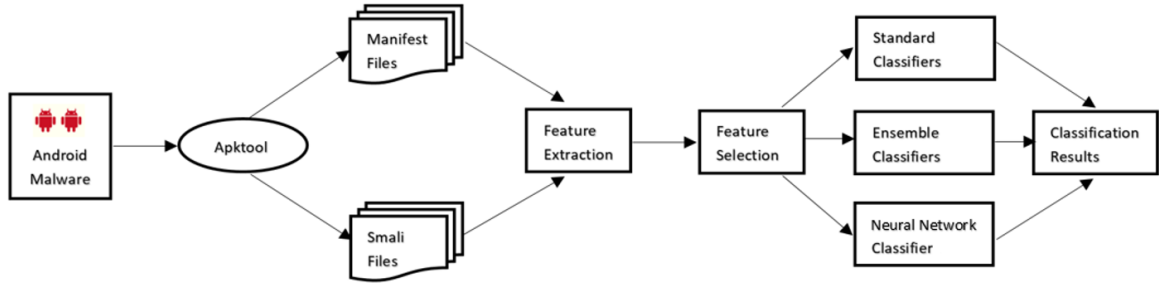 Android
Malware
Apktool
Manifest
Files
Smali
Files
Feature
Extraction
Feature
Selection
Standard
Classifiers
Ensemble
Classifiers
Neural Network
Classifier
Classification
Results